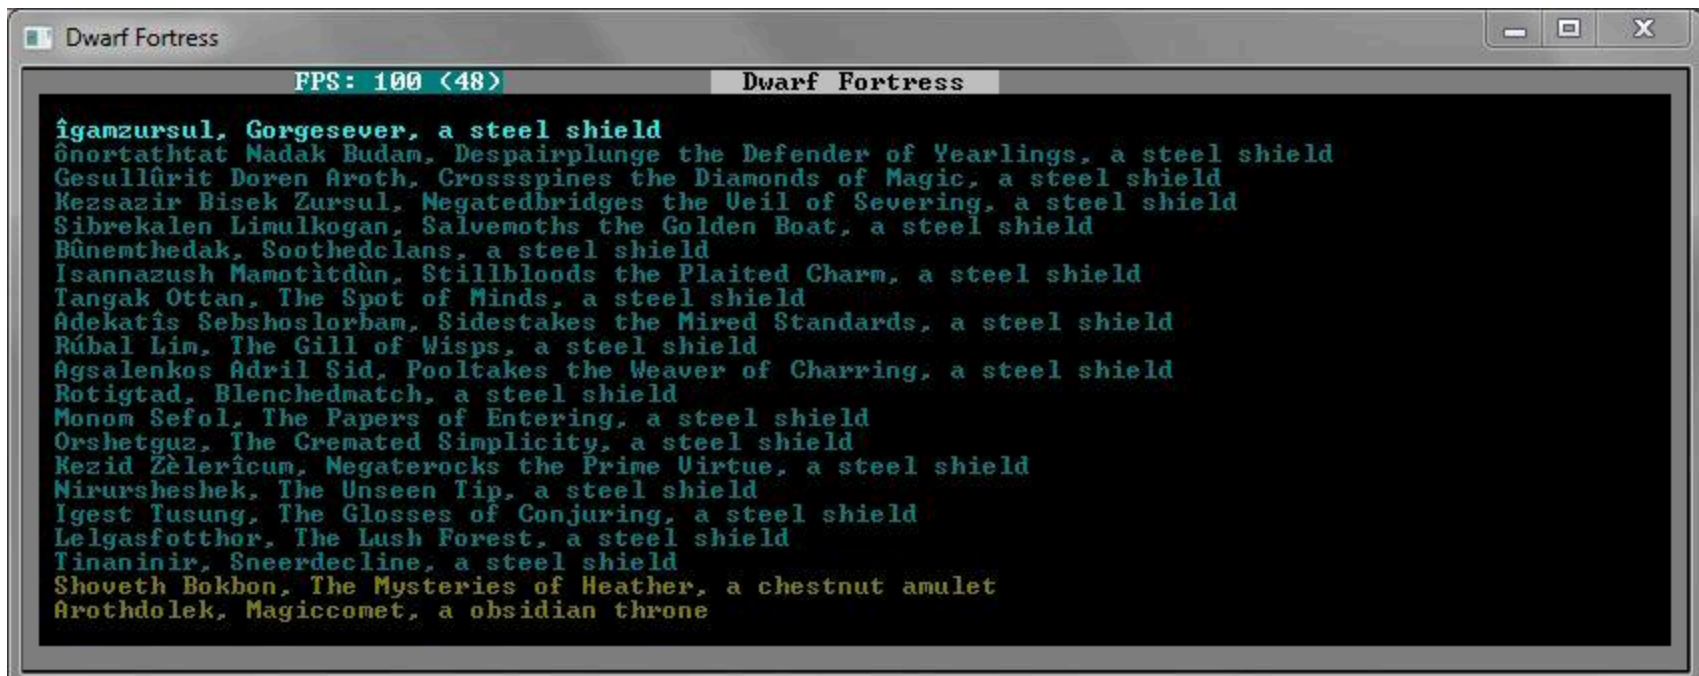 Dwarf Fortress
FPS: 100 (48) Dwarf Fortress
îgamzursul, Gorgesever, a steel shield
ônortathtat Nadak Budam, Despairplunge the Defender of Yearlings, a steel shield
Gesullûrit Doren Aroth, Crossspines the Diamonds of Magic, a steel shield
Kezsazir Bisek Zursul, Negatedbridges the Veil of Severing, a steel shield
Sibrekalen Limulkogan, Salvemoths the Golden Boat, a steel shield
Bûnemthedak, Soothedclans, a steel shield
Isannazush Mamotìtdùn, Stillbloods the Plaited Charm, a steel shield
Tangak Ottan, The Spot of Minds, a steel shield
Adekatîs Sebshoslorbam, Sidestakes the Mired Standards, a steel shield
Rúbal Lim, The Gill of Wisps, a steel shield
Agsalenkos Adril Sid, Pooltakes the Weaver of Charring, a steel shield
Rotigtad, Blenchedmatch, a steel shield
Monom Sefol, The Papers of Entering, a steel shield
Orshetguz, The Cremated Simplicity, a steel shield
Kezid Zèlerîcum, Negaterocks the Prime Virtue, a steel shield
Nirursheshek, The Unseen Tip, a steel shield
Igest Tusung, The Glosses of Conjuring, a steel shield
Lelgasfotthor, The Lush Forest, a steel shield
Tinaninir, Sneerdecline, a steel shield
Shoveth Bokbon, The Mysteries of Heather, a chestnut amulet
Arothdolek, Magiccomet, a obsidian throne